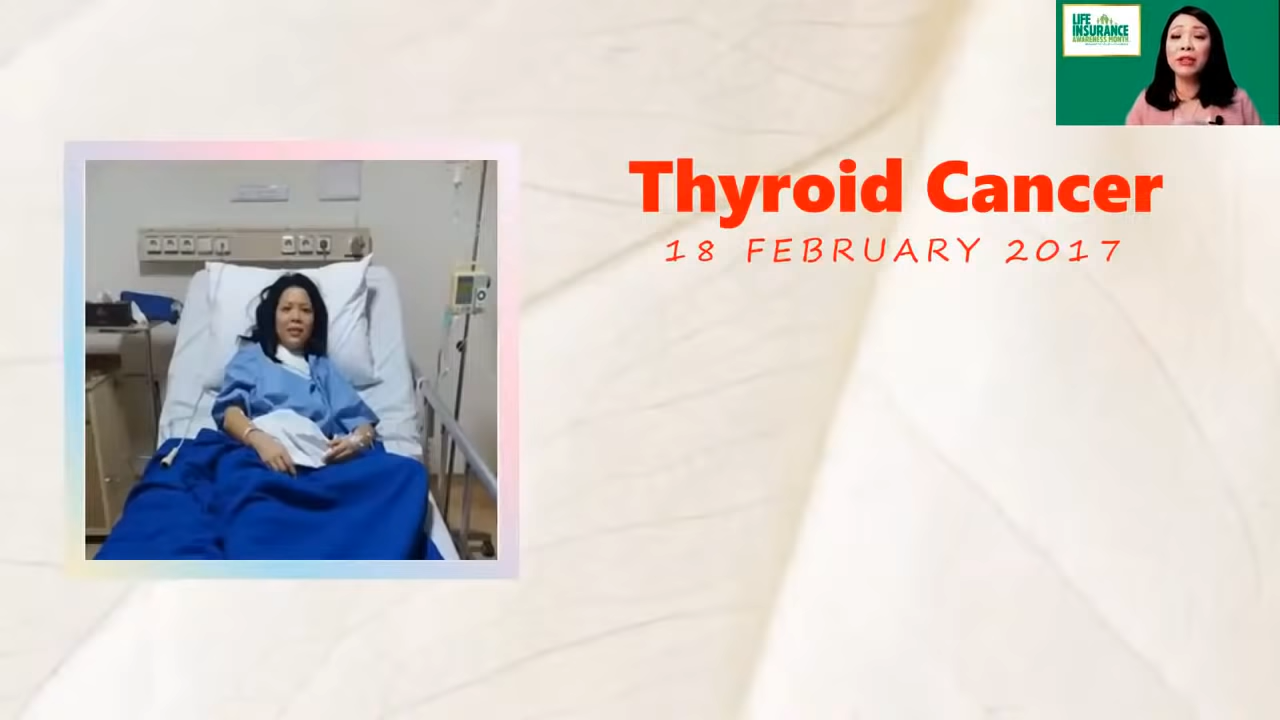 LIFE
INSURANCE
AWARENESS MONTH
Thyroid Cancer
18 FEBRUARY 2017